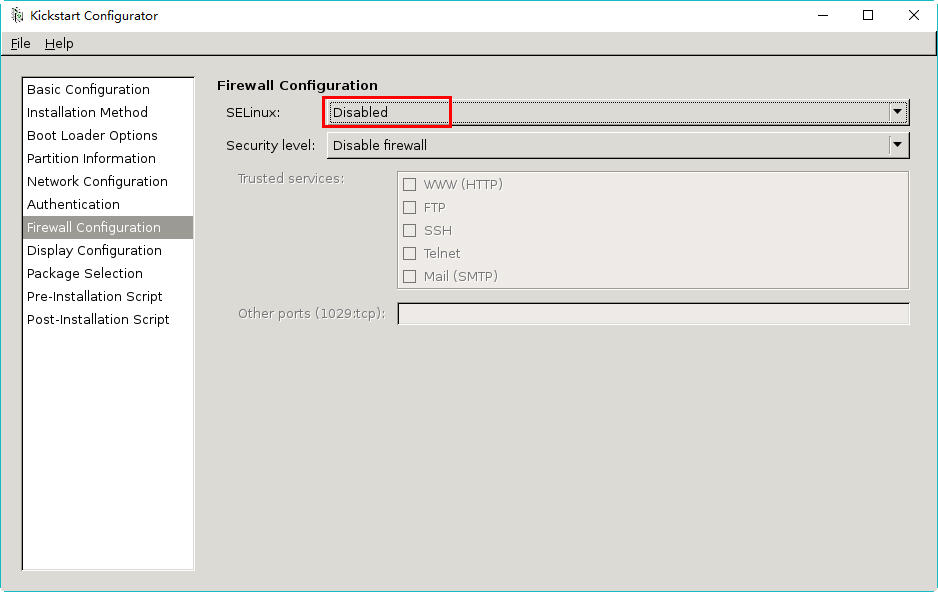 Kickstart Configurator
File Help
Basic Configuration
Installation Method
Boot Loader Options
Partition Information
Network Configuration
Authentication
Firewall Configuration
Display Configuration
Package Selection
Pre-Installation Script
Post-Installation Script
Firewall Configuration
SELinux: Disabled
Security level: Disable firewall
Trusted services:
WWW (HTTP)
FTP
SSH
Telnet
Mail (SMTP)
Other ports (1029:tcp):